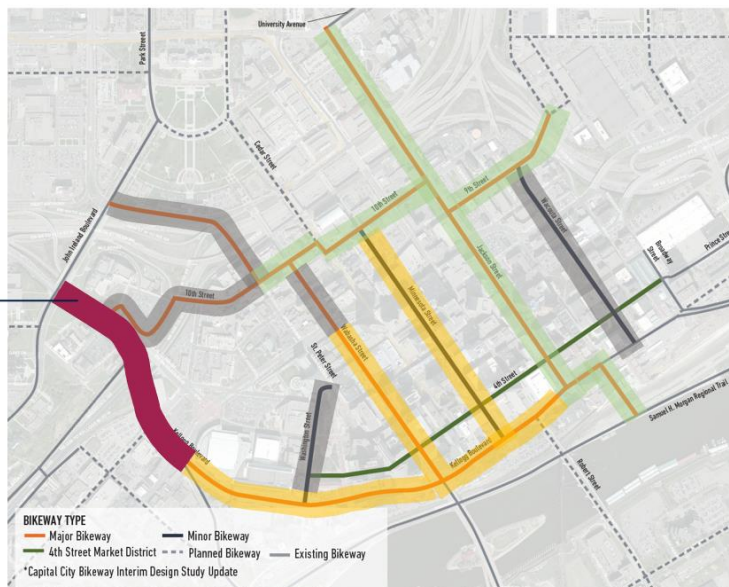 University Avenue
Park Street
Cedar Street
10th Street
9th Street
Wacouta Street
John Ireland Boulevard
Broadway
Street
Prince Street
10th Street
Jackson Street
Minnesota Street
Wabasha Street
St. Peter Street
4th Street
Washington Street
Samuel H. Morgan Regional Trail
Kellogg Boulevard
Kellogg Boulevard
Robert Street
BIKEWAY TYPE
Major Bikeway
Minor Bikeway
4th Street Market District
Planned Bikeway
Existing Bikeway
*Capital City Bikeway Interim Design Study Update